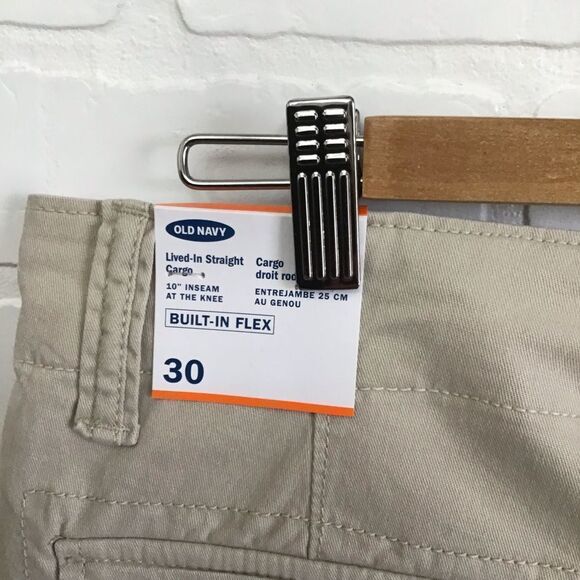 OLD NAVY
Lived-In Straight
Cargo
10" INSEAM
AT THE KNEE
Cargo
droit
ENTREJAMBE 25 CM
AU GENOU
BUILT-IN FLEX
30